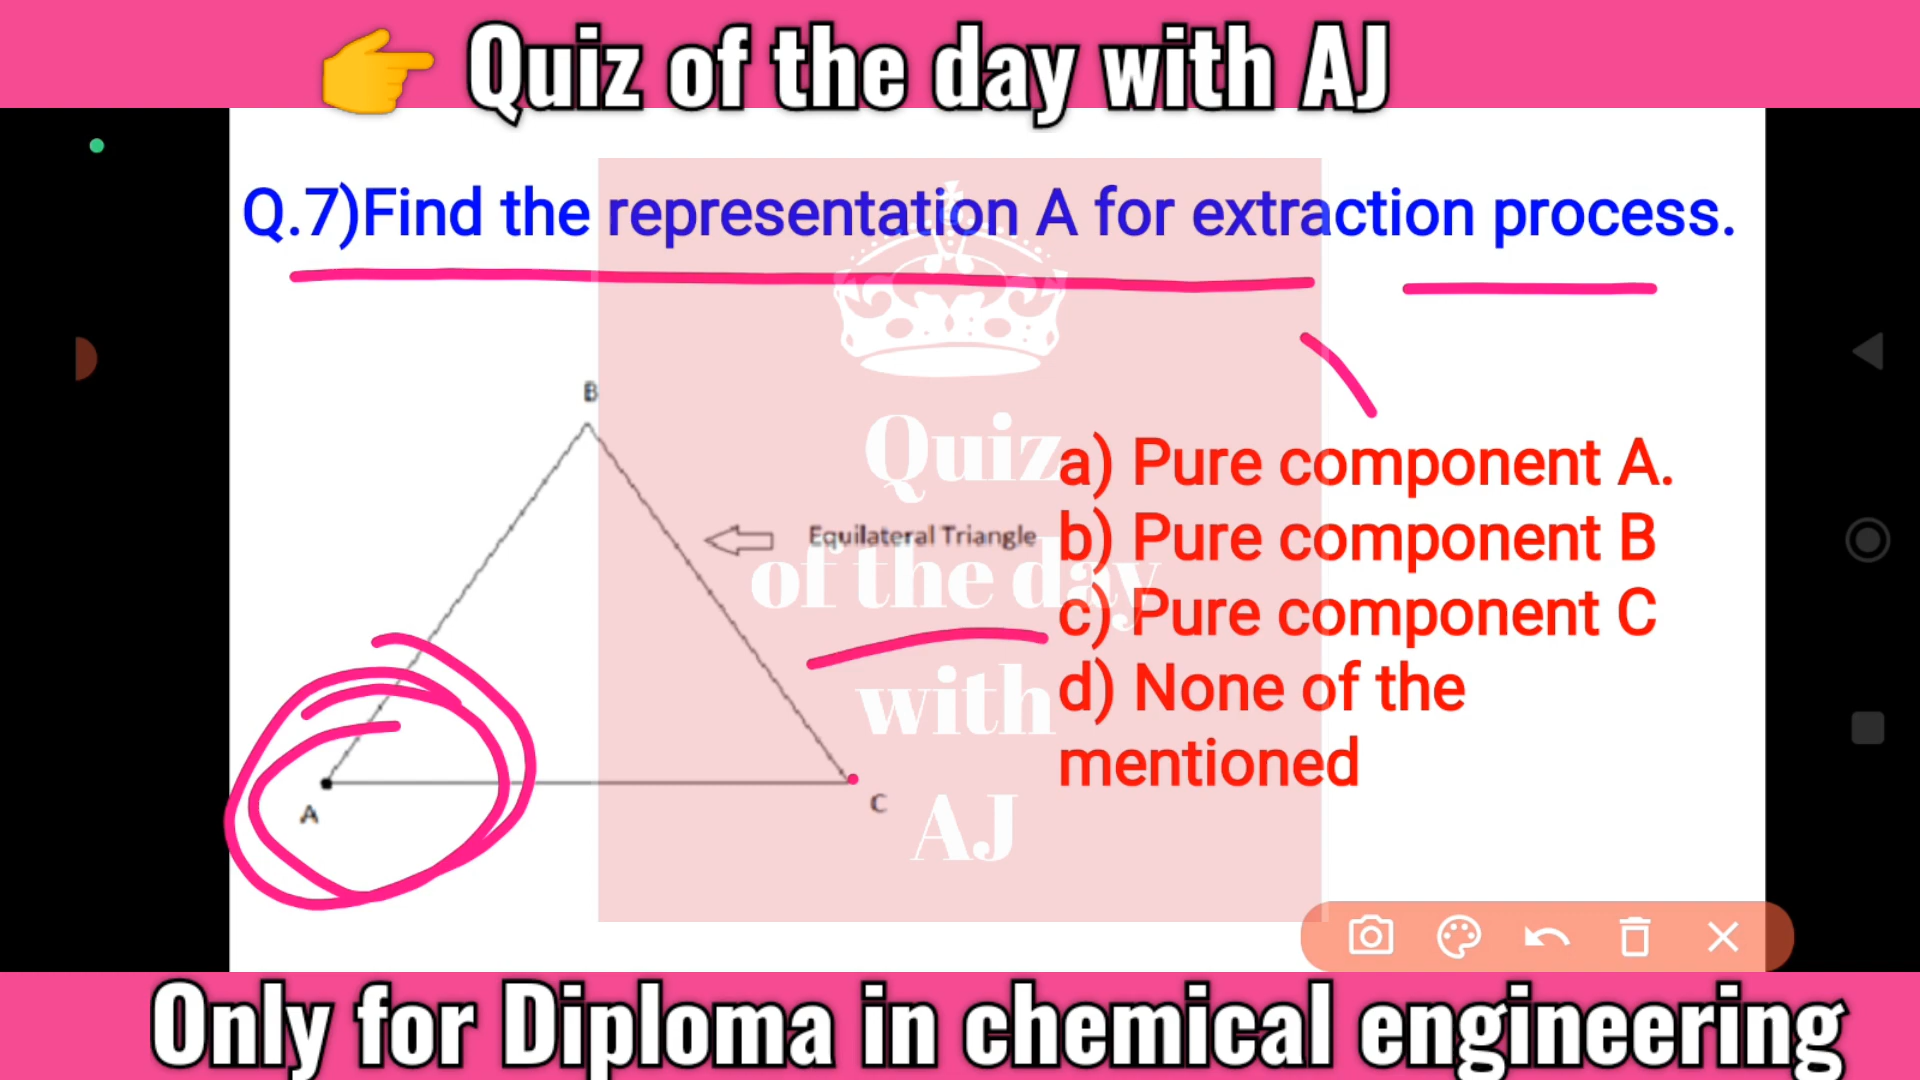 👉 Quiz of the day with AJ
Q.7)Find the representation A for extraction process.
B
Equilateral Triangle
A
C
a) Pure component A.
b) Pure component B
c) Pure component C
d) None of the
mentioned
Quiz
of the day
with
AJ
Only for Diploma in chemical engineering